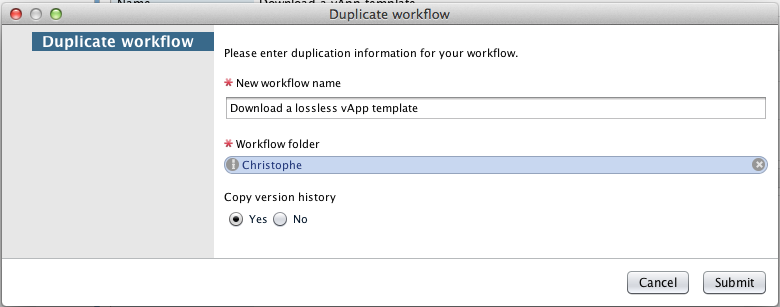 Duplicate workflow
Duplicate workflow
Please enter duplication information for your workflow.
* New workflow name
Download a lossless vApp template
* Workflow folder
Christophe
Copy version history
Yes No
Cancel Submit